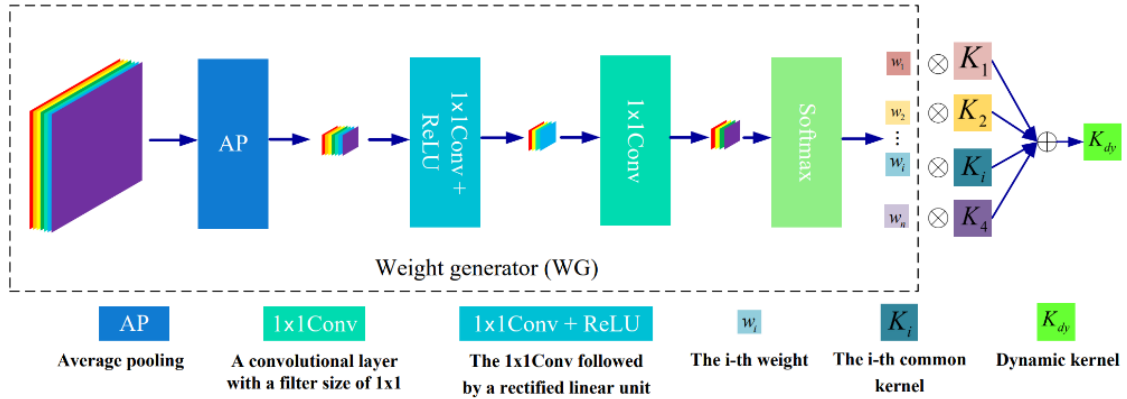 AP
1x1Conv +
ReLU
1x1Conv
Softmax
w₁
w₂
⋮
wᵢ
wₙ
⊗
⊗
⊗
⊗
K₁
K₂
Kᵢ
K₄
⊕
K_dy
Weight generator (WG)
AP
1x1Conv
1x1Conv + ReLU
wᵢ
Kᵢ
K_dy
Average pooling
A convolutional layer
with a filter size of 1x1
The 1x1Conv followed
by a rectified linear unit
The i-th weight
The i-th common
kernel
Dynamic kernel